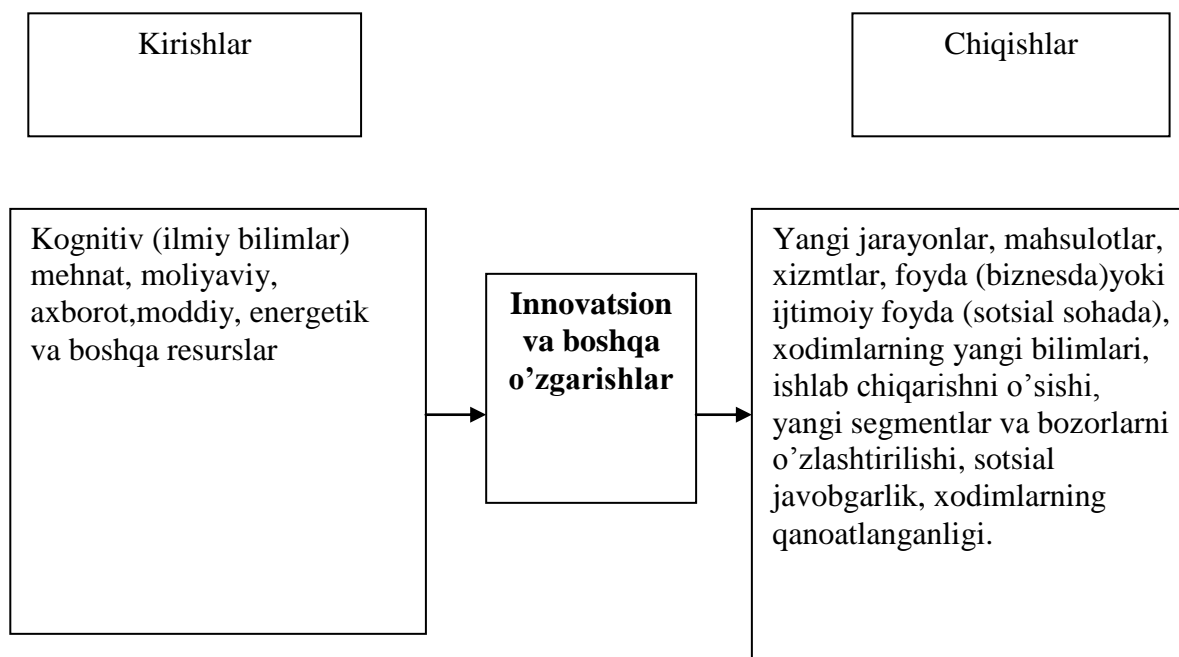 Kirishlar
Chiqishlar
Kognitiv (ilmiy bilimlar)
mehnat, moliyaviy,
axborot,moddiy, energetik
va boshqa resurslar
Innovatsion
va boshqa
o’zgarishlar
Yangi jarayonlar, mahsulotlar,
xizmtlar, foyda (biznesda)yoki
ijtimoiy foyda (sotsial sohada),
xodimlarning yangi bilimlari,
ishlab chiqarishni o’sishi,
yangi segmentlar va bozorlarni
o’zlashtirilishi, sotsial
javobgarlik, xodimlarning
qanoatlanganligi.